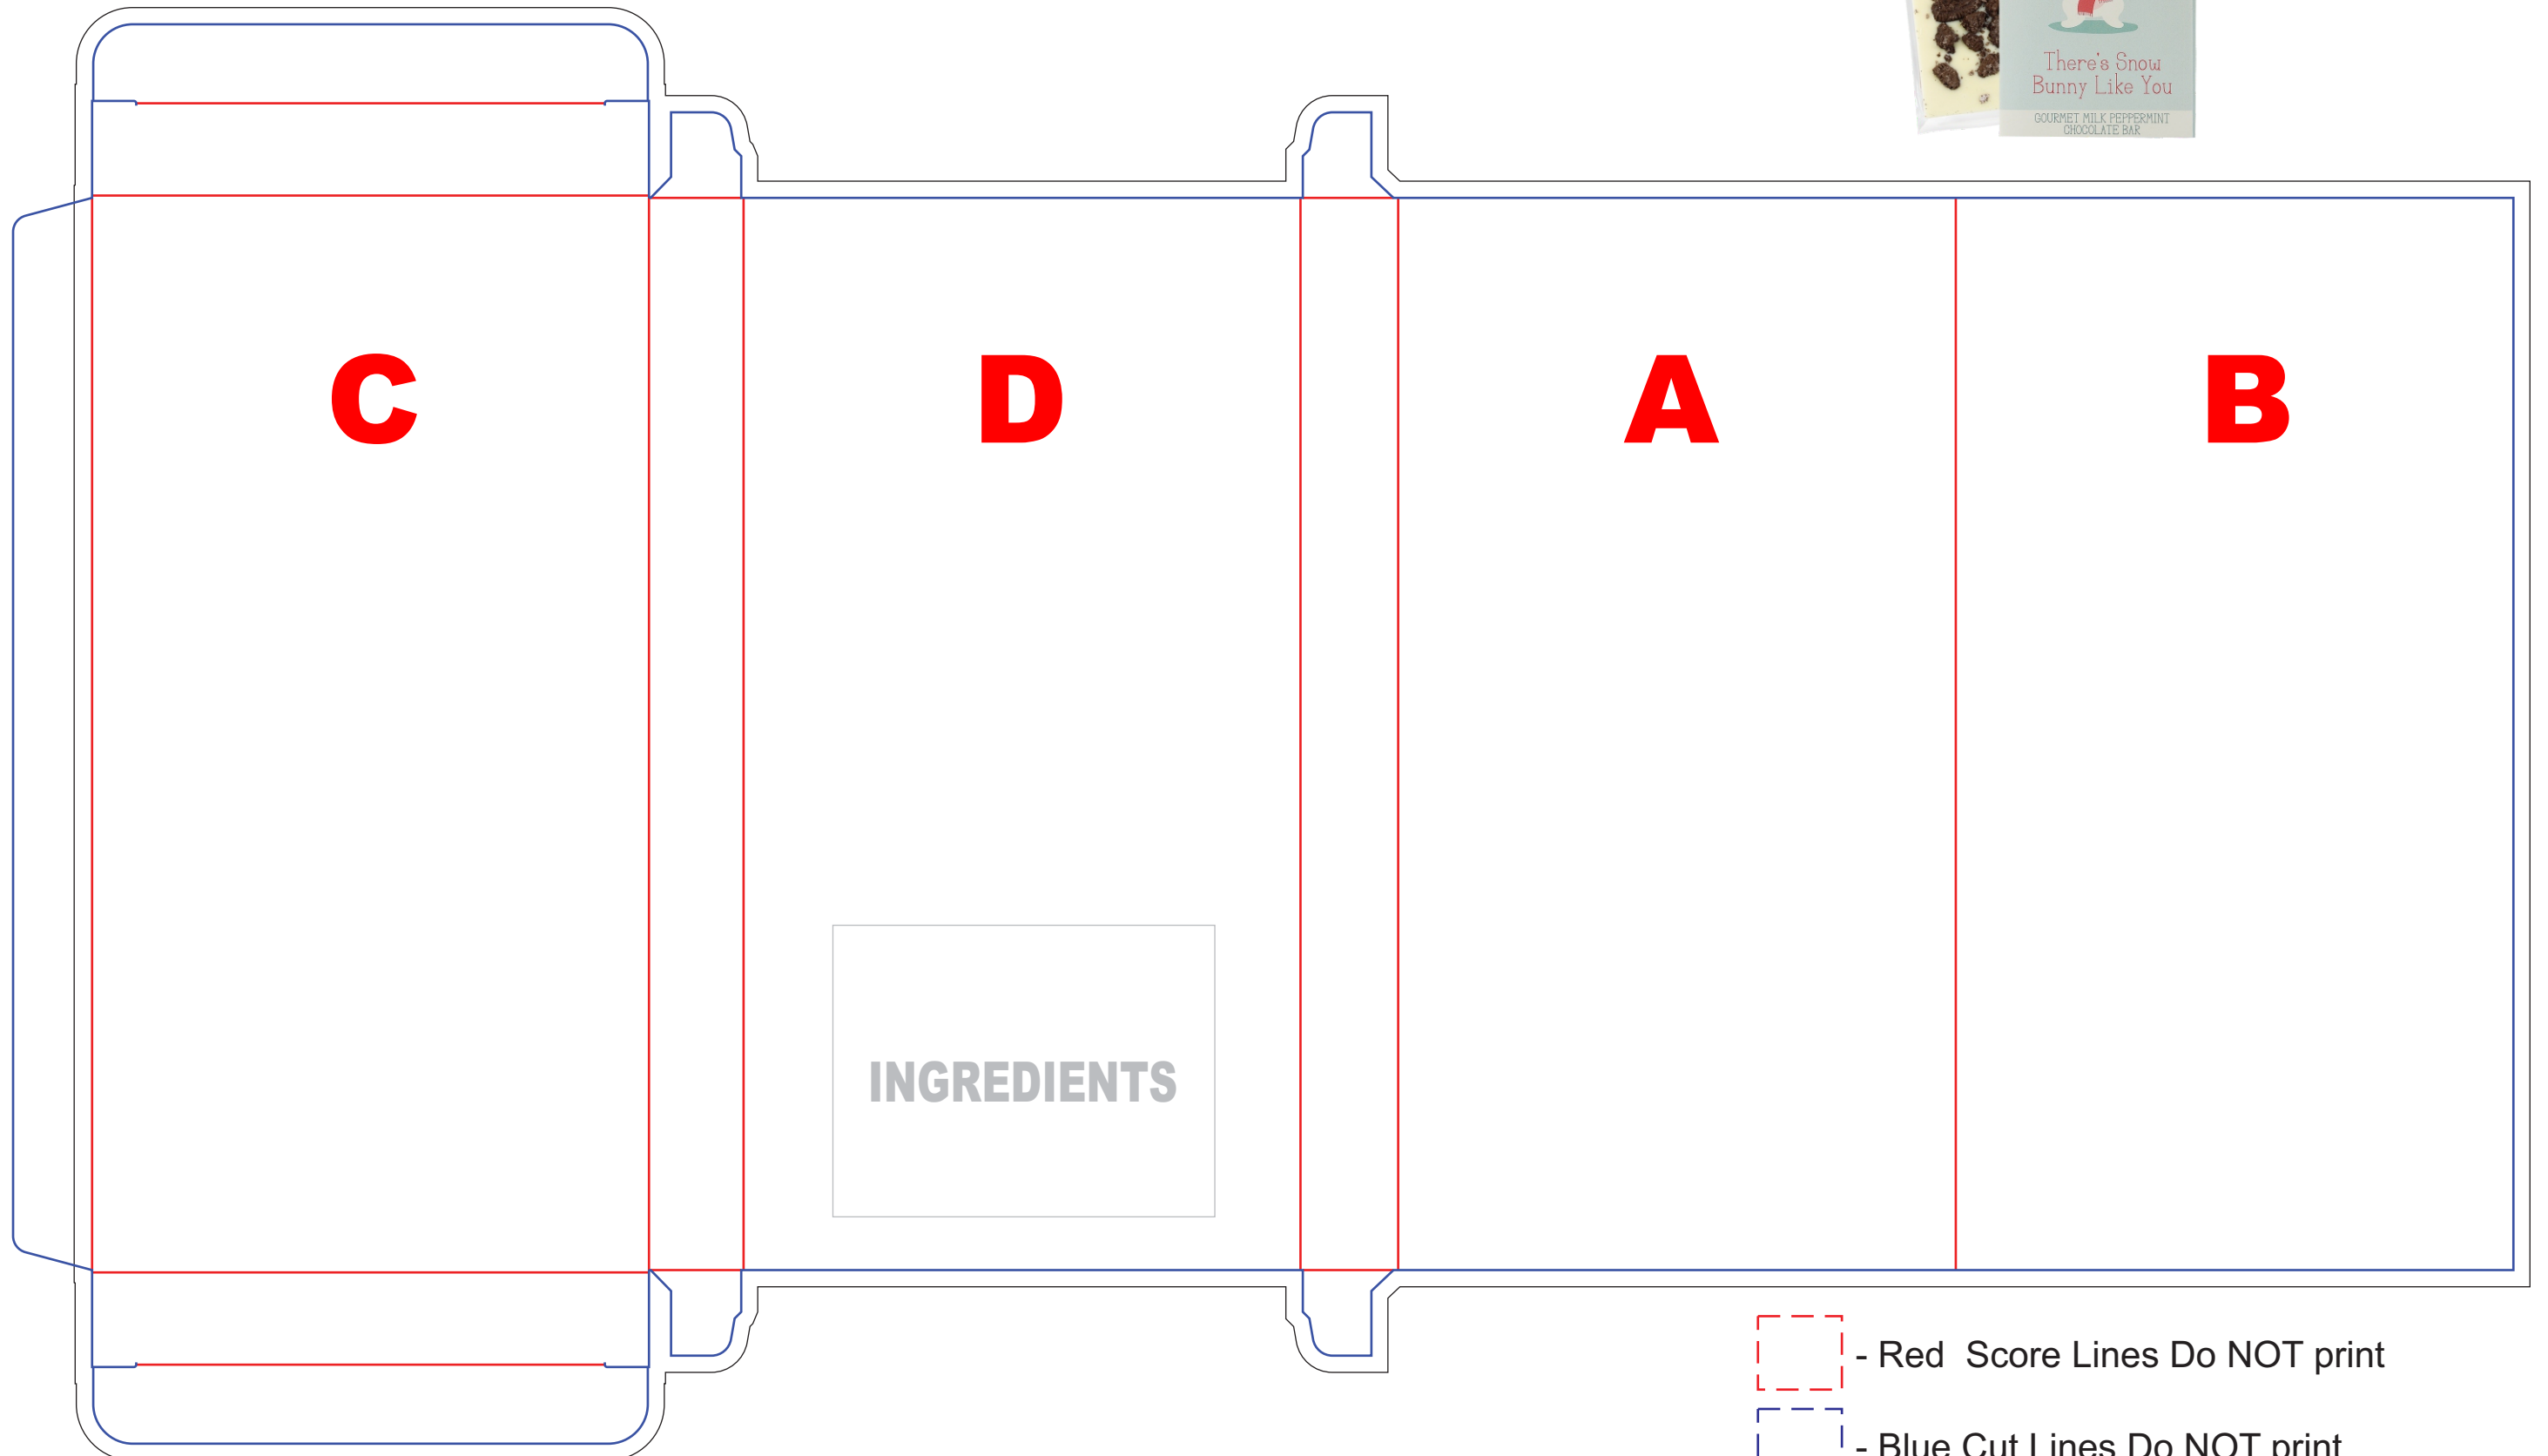 There's Snow
Bunny Like You
GOURMET MILK PEPPERMINT
CHOCOLATE BAR
C
D
A
B
INGREDIENTS
- Red  Score Lines Do NOT print
- Blue Cut Lines Do NOT print